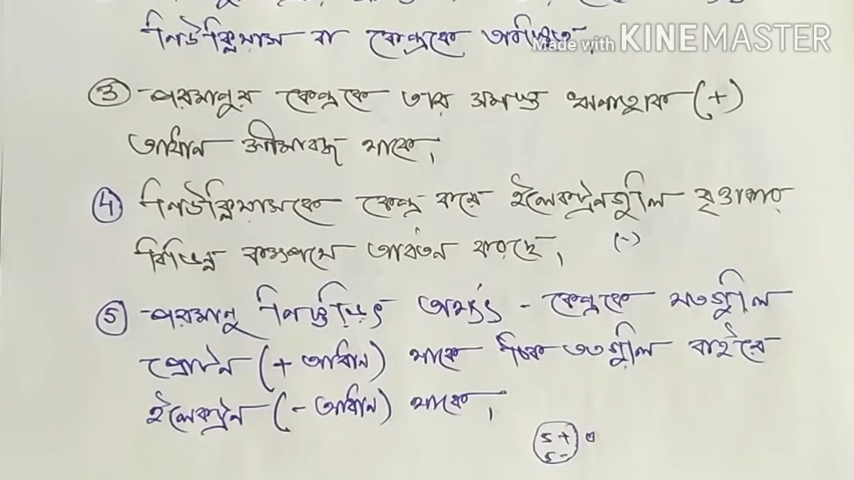 নিউক্লিয়াস বা কেন্দ্রকে অবস্থিত।
Made with KINEMASTER
③ পরমানুর কেন্দ্রকে তার সমস্ত ধনাত্মক (+)
আধান সীমাবদ্ধ থাকে।
④ নিউক্লিয়াসকে কেন্দ্র করে ইলেকট্রনগুলি বৃত্তাকার
বিভিন্ন কক্ষপথে আবর্তন করছে। (-)
⑤ পরমানু নিস্তড়িৎ অর্থাৎ - কেন্দ্রকে যতগুলি
প্রোটন (+ আধান) থাকে ঠিক ততগুলি বাইরে
ইলেকট্রন (- আধান) থাকে।
5+
5-